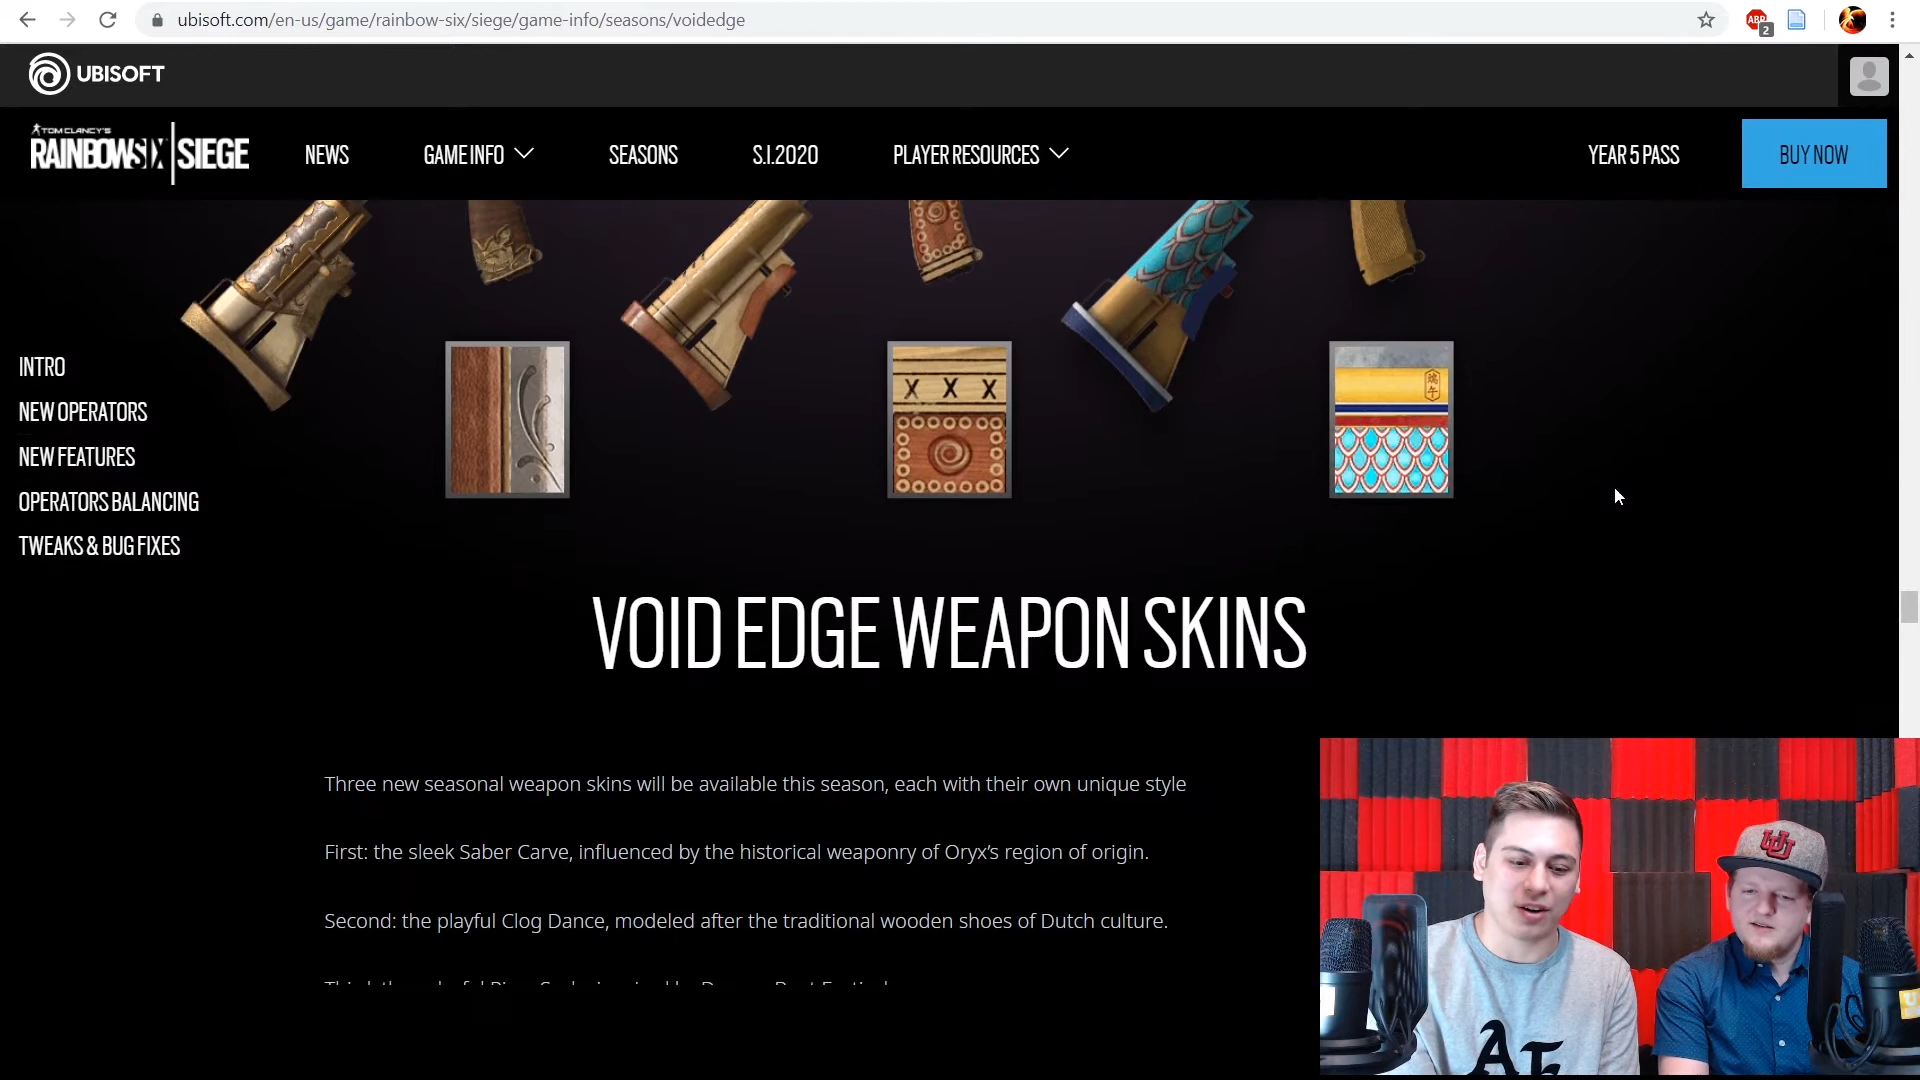 ubisoft.com/en-us/game/rainbow-six/siege/game-info/seasons/voidedge
ABP
2
UBISOFT
TOM CLANCY'S
RAINBOW SIX | SIEGE
NEWS
GAME INFO
SEASONS
S.I.2020
PLAYER RESOURCES
YEAR 5 PASS
BUY NOW
INTRO
NEW OPERATORS
NEW FEATURES
OPERATORS BALANCING
TWEAKS & BUG FIXES
X X X
端午
VOID EDGE WEAPON SKINS
Three new seasonal weapon skins will be available this season, each with their own unique style
First: the sleek Saber Carve, influenced by the historical weaponry of Oryx's region of origin.
Second: the playful Clog Dance, modeled after the traditional wooden shoes of Dutch culture.
U